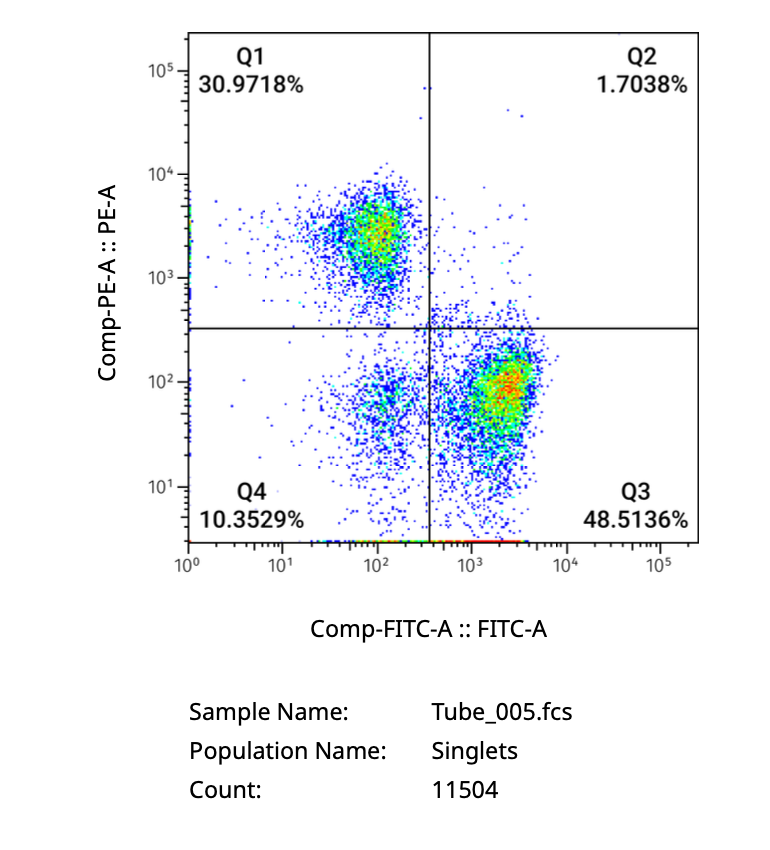 Q1
30.9718%
Q2
1.7038%
10⁵
10⁴
10³
10²
10¹
Comp-PE-A :: PE-A
Q4
10.3529%
Q3
48.5136%
10⁰ 10¹ 10² 10³ 10⁴ 10⁵
Comp-FITC-A :: FITC-A
Sample Name: Tube_005.fcs
Population Name: Singlets
Count: 11504